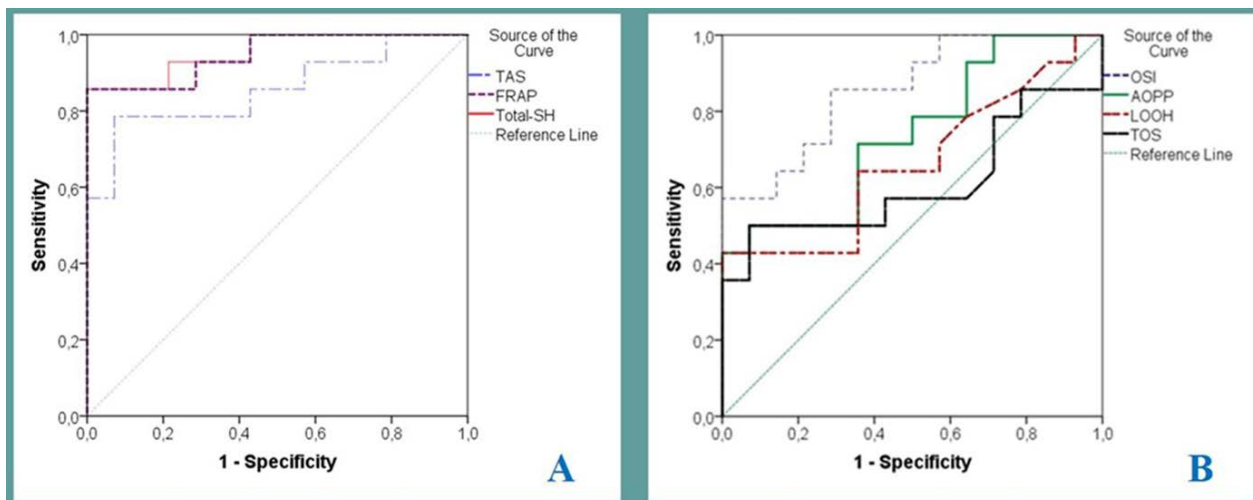 1,0
0,8
0,6
0,4
0,2
0,0
Sensitivity
0,0 0,2 0,4 0,6 0,8 1,0
1 - Specificity
Source of the
Curve
TAS
FRAP
Total-SH
Reference Line
A
1,0
0,8
0,6
0,4
0,2
0,0
Sensitivity
0,0 0,2 0,4 0,6 0,8 1,0
1 - Specificity
Source of the
Curve
OSI
AOPP
LOOH
TOS
Reference Line
B